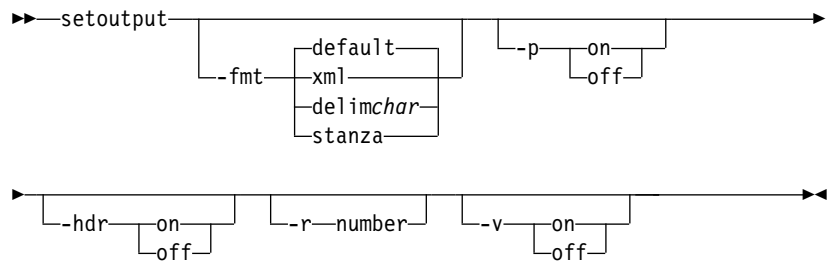 setoutput
default
-fmt xml
delimchar
stanza
-p on
off
-hdr on
off
-r number
-v on
off